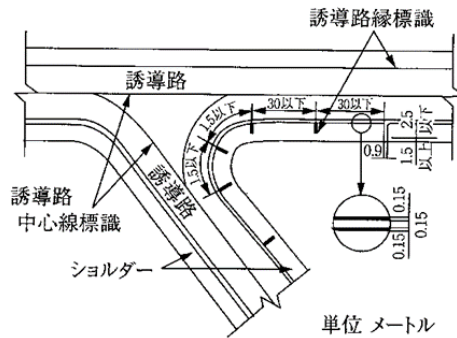 誘導路縁標識
誘導路
30以下
30以下
1.5以下
1.5以下
2.5
以下
0.9
1.5
以上
誘導路
誘導路
中心線標識
0.15
0.15
0.15
ショルダー
単位 メートル